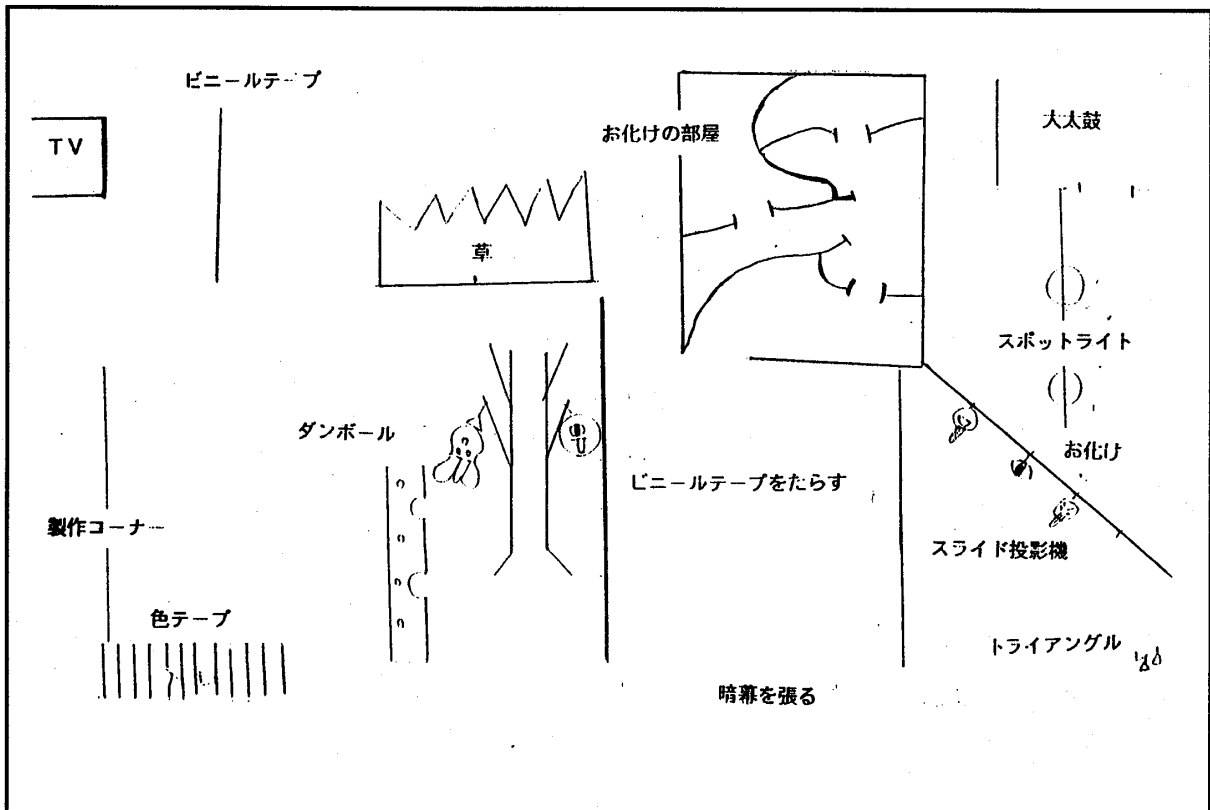 ビニールテープ
TV
お化けの部屋
大太鼓
草
スポットライト
ダンボール
お化け
ビニールテープをたらす
製作コーナー
スライド投影機
色テープ
トライアングル
暗幕を張る